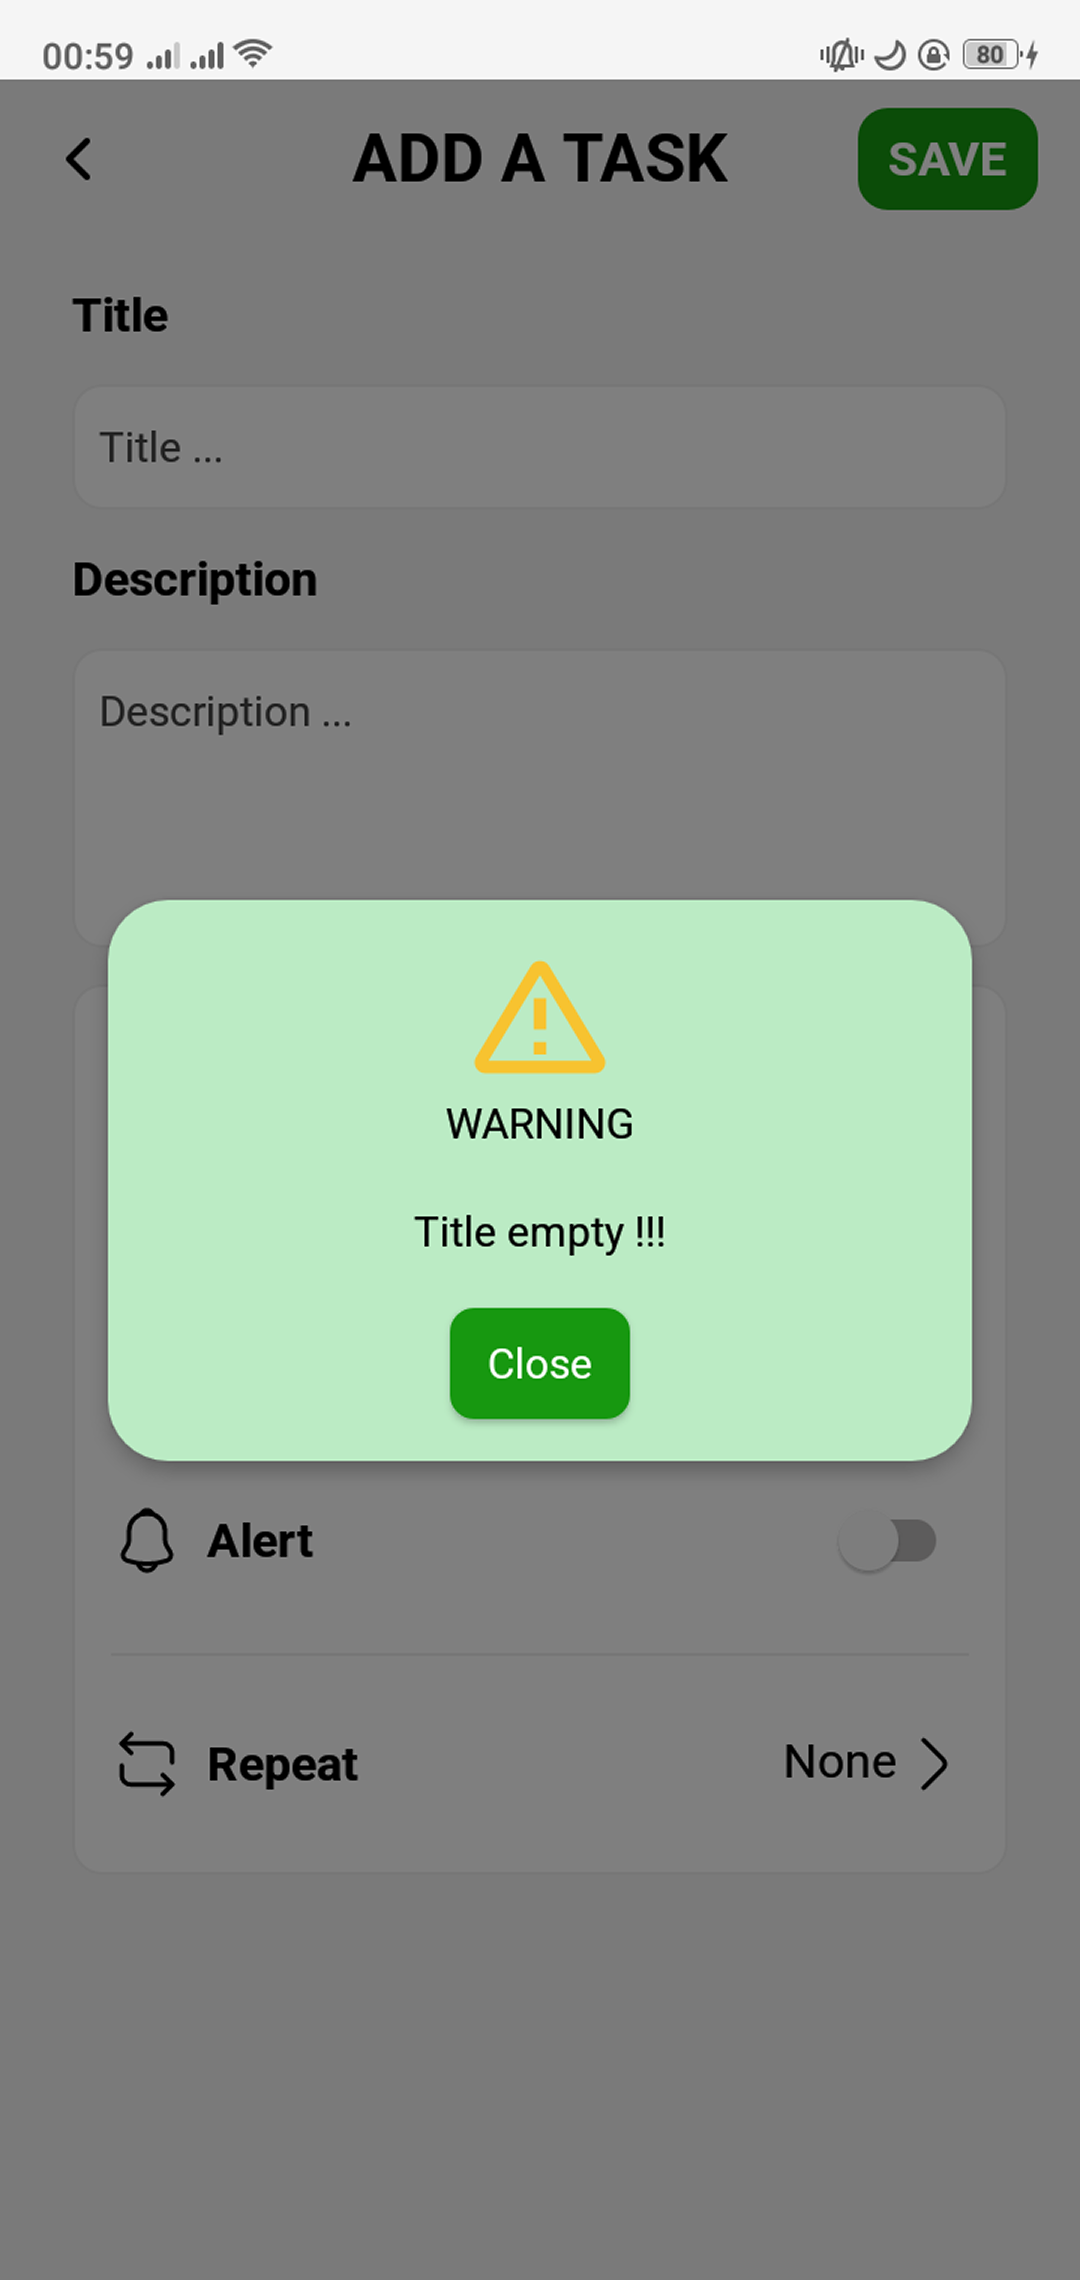 00:59
80
ADD A TASK
SAVE
Title
Title ...
Description
Description ...
WARNING
Title empty !!!
Close
Alert
Repeat
None